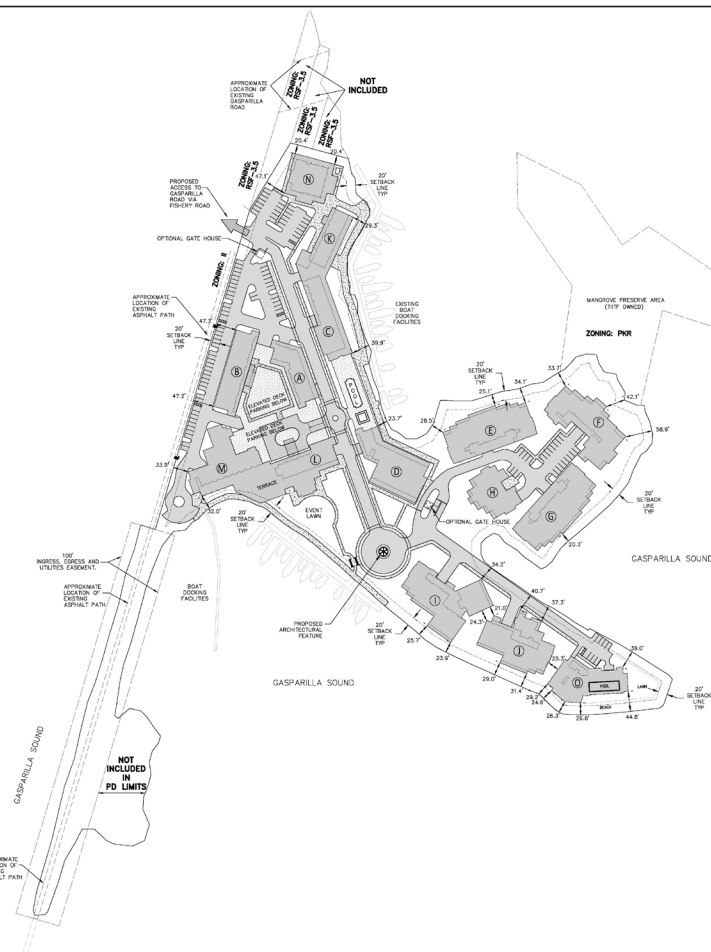 APPROXIMATE
LOCATION OF
EXISTING
GASPARILLA
ROAD
ZONING:
RSF-3.5
NOT
INCLUDED
ZONING:
RSF-3.5
ZONING:
RSF-3.5
20.4'
20.4'
ZONING:
RSF-3.5
47.3'
N
20'
SETBACK
LINE
TYP
PROPOSED
ACCESS TO
GASPARILLA
ROAD VIA
FISHERY ROAD
OPTIONAL GATE HOUSE
K
29.3'
ZONING: II
APPROXIMATE
LOCATION OF
EXISTING
ASPHALT PATH
47.3'
20'
SETBACK
LINE
TYP
C
EXISTING
BOAT
DOCKING
FACILITIES
39.9'
MANGROVE PRESERVE AREA
(TIITF OWNED)
ZONING: PKR
B
A
47.2'
ELEVATED DECK
PARKING BELOW
ELEVATED DECK
PARKING BELOW
23.7'
20'
SETBACK
LINE
TYP
25.1'
34.1'
33.7'
42.1'
28.5'
E
F
58.9'
M
L
D
33.9'
TERRACE
32.0'
20'
SETBACK
LINE
TYP
EVENT
LAWN
H
G
OPTIONAL GATE HOUSE
20'
SETBACK
LINE
TYP
20.3'
GASPARILLA SOUND
100'
INGRESS, EGRESS AND
UTILITIES EASEMENT.
APPROXIMATE
LOCATION OF
EXISTING
ASPHALT PATH
BOAT
DOCKING
FACILITIES
PROPOSED
ARCHITECTURAL
FEATURE
34.2'
I
21.0'
24.3'
40.7'
37.3'
20'
SETBACK
LINE
TYP
25.7'
23.9'
J
25.3'
39.0'
29.0'
31.4'
29.2'
24.6'
O
POOL
LAWN
BEACH
20'
SETBACK
LINE
TYP
26.3'
44.8'
GASPARILLA SOUND
GASPARILLA SOUND
NOT
INCLUDED
IN
PD LIMITS